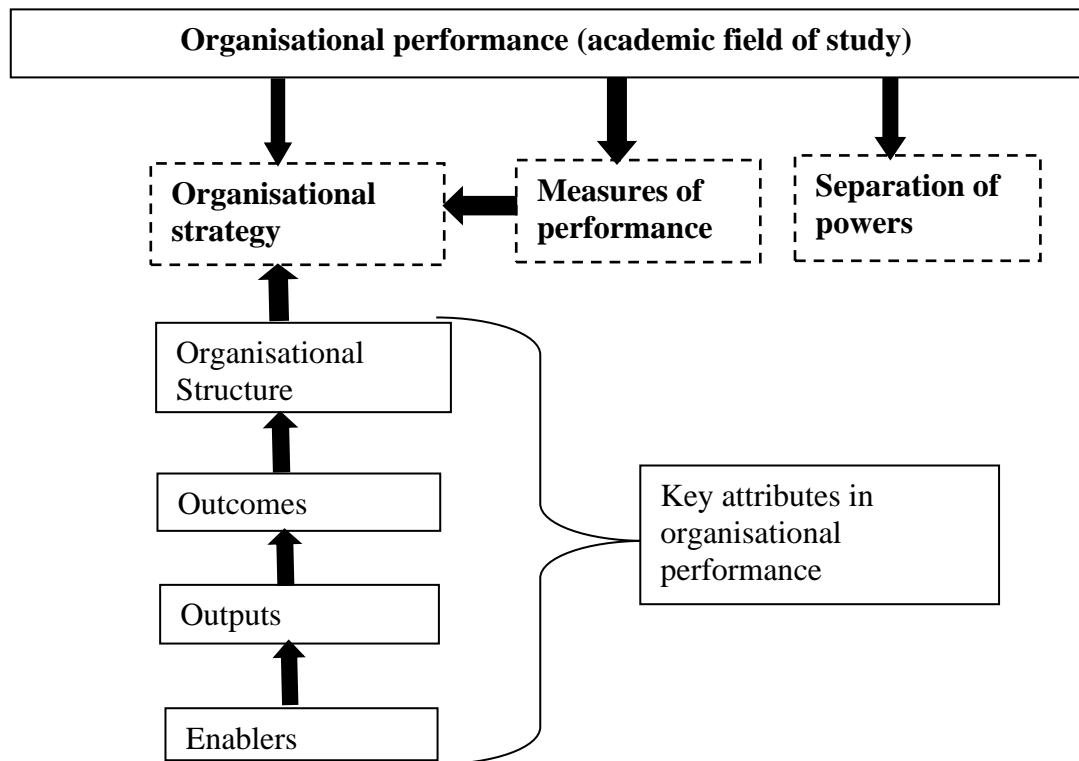 Organisational performance (academic field of study)
Organisational
strategy
Measures of
performance
Separation of
powers
Organisational
Structure
Outcomes
Outputs
Enablers
Key attributes in
organisational
performance